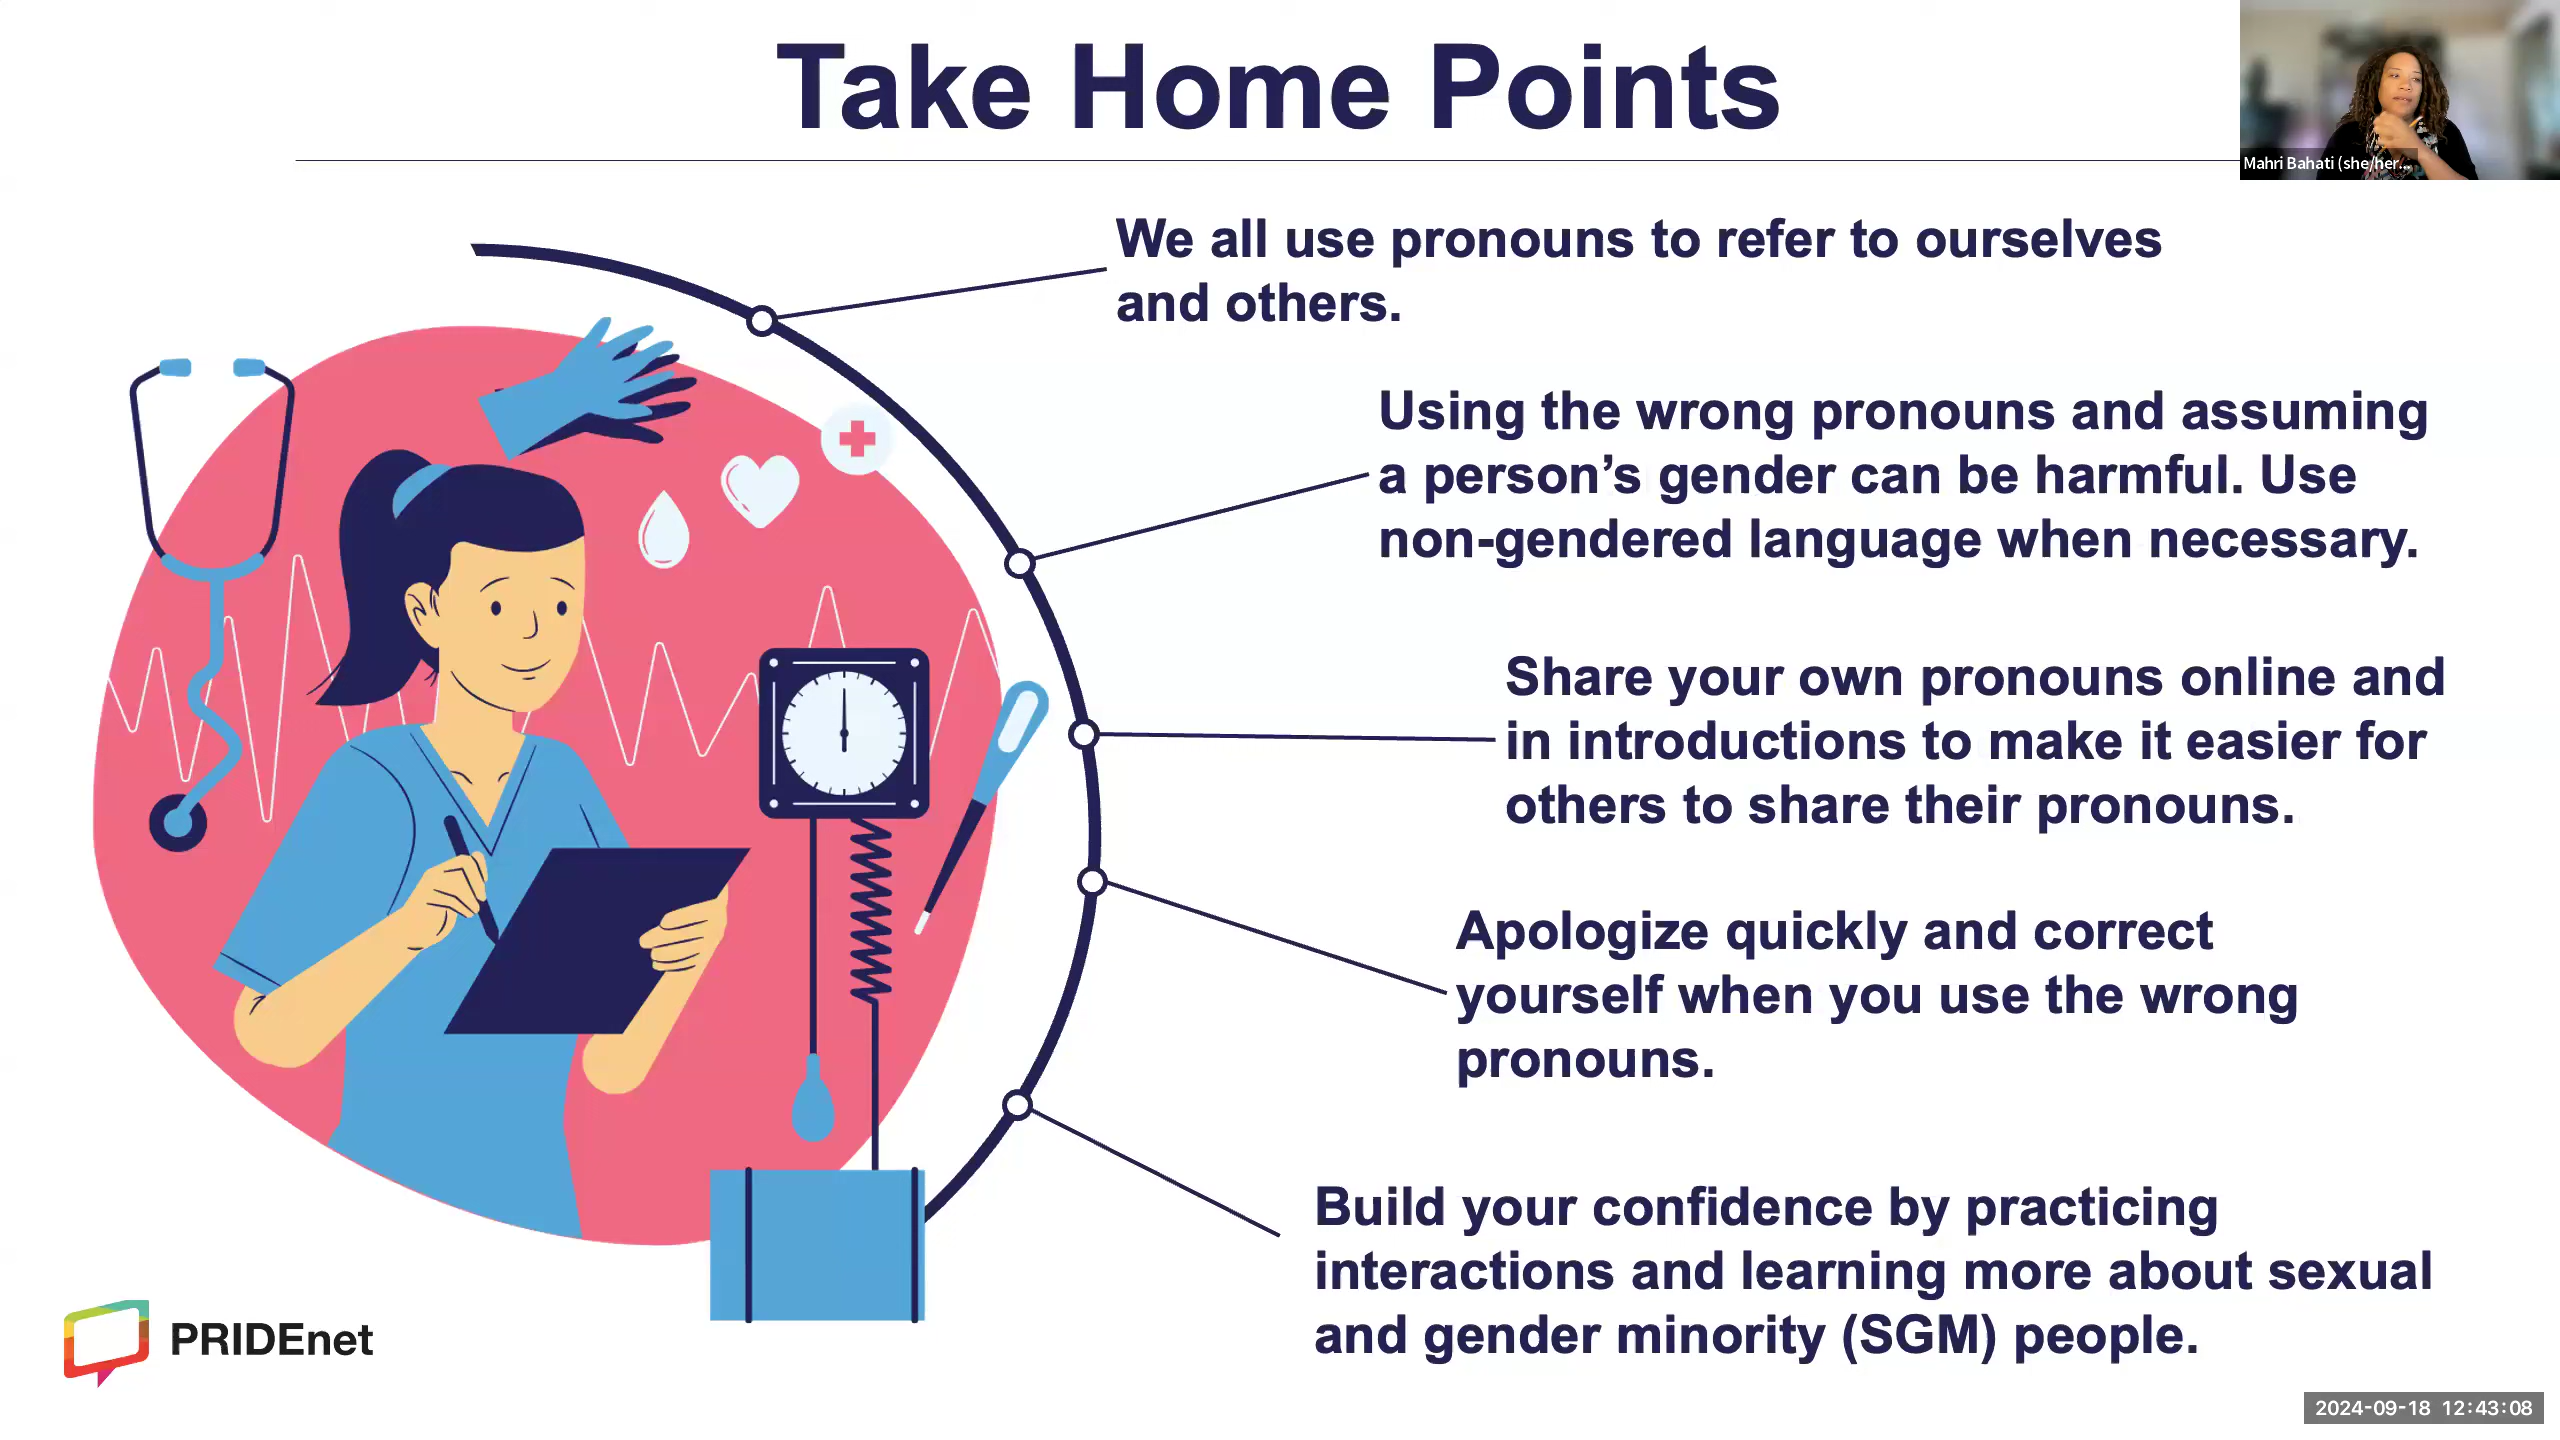 Take Home Points
Mahri Bahati (she/her...
We all use pronouns to refer to ourselves
and others.
Using the wrong pronouns and assuming
a person’s gender can be harmful. Use
non-gendered language when necessary.
Share your own pronouns online and
in introductions to make it easier for
others to share their pronouns.
Apologize quickly and correct
yourself when you use the wrong
pronouns.
Build your confidence by practicing
interactions and learning more about sexual
and gender minority (SGM) people.
PRIDEnet
2024-09-18 12:43:08